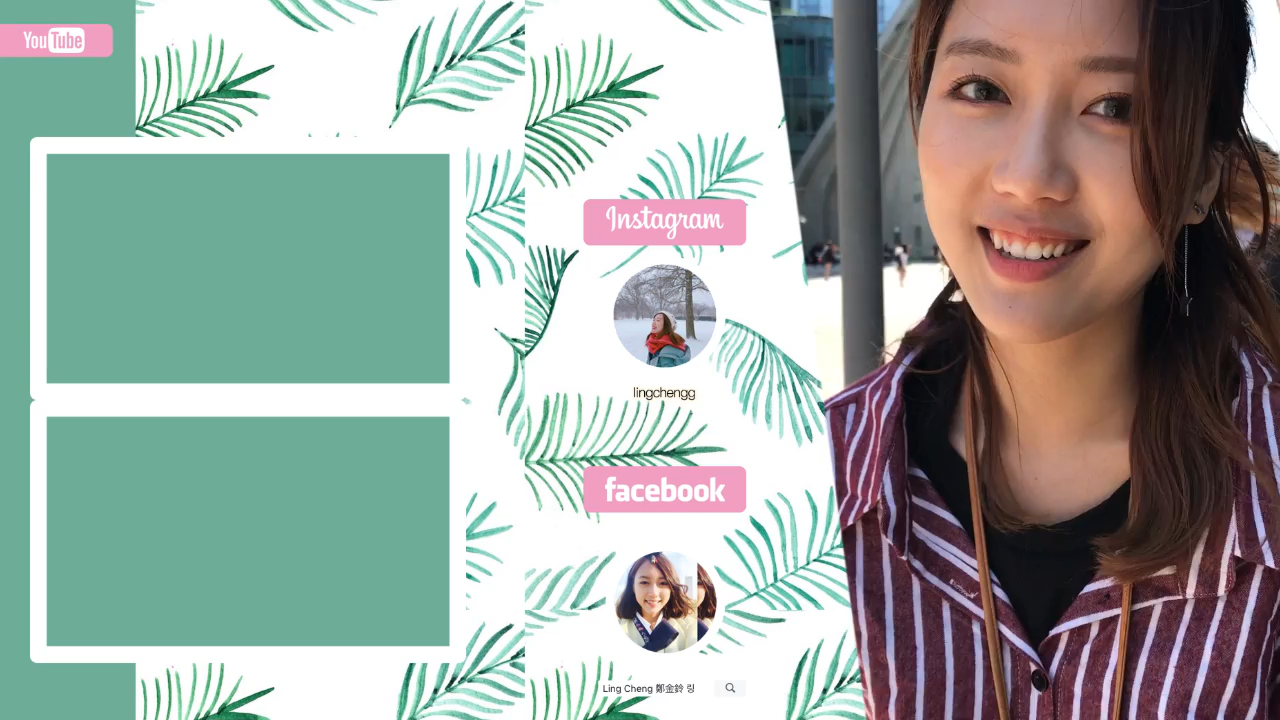 YouTube
Instagram
lingchengg
facebook
Ling Cheng 鄭金鈴 링